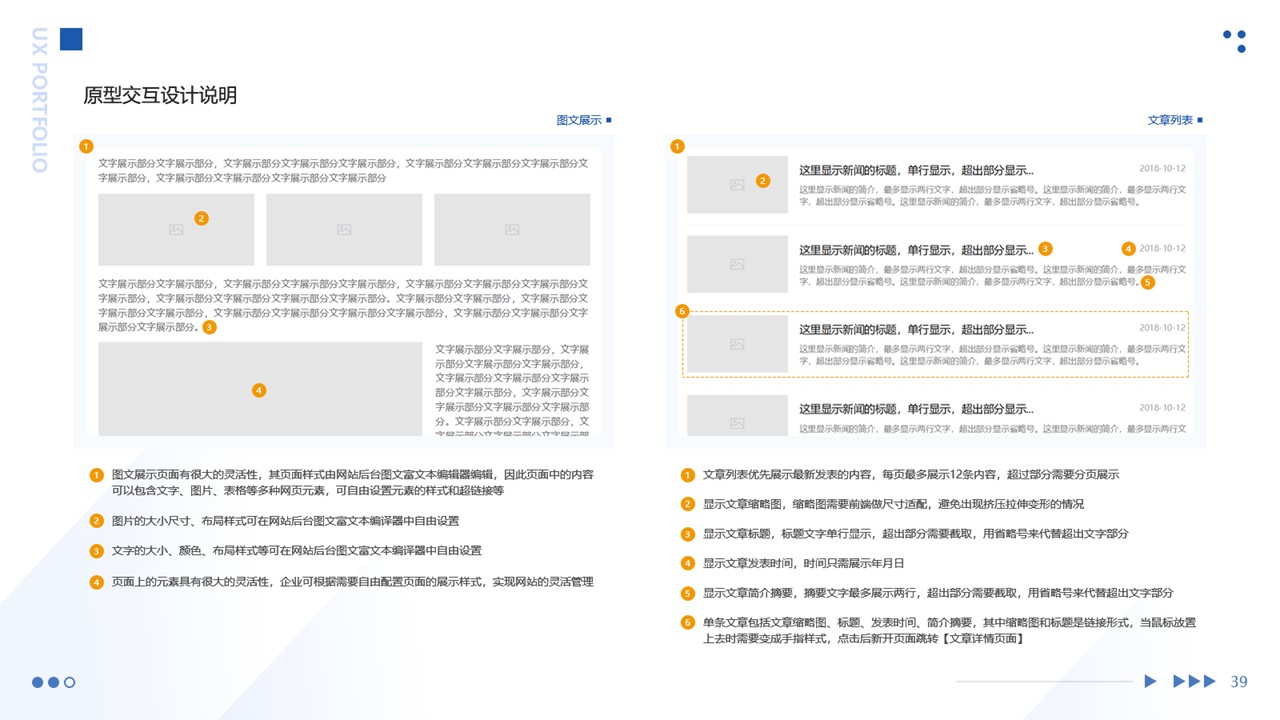 UX PORTFOLIO
原型交互设计说明
图文展示
1
文字展示部分文字展示部分，文字展示部分文字展示部分文字展示部分，文字展示部分文字展示部分文字展示部分文
字展示部分，文字展示部分文字展示部分文字展示部分文字展示部分
2
文字展示部分文字展示部分，文字展示部分文字展示部分文字展示部分，文字展示部分文字展示部分文字展示部分文
字展示部分，文字展示部分文字展示部分文字展示部分文字展示部分。文字展示部分文字展示部分，文字展示部分文
字展示部分文字展示部分，文字展示部分文字展示部分文字展示部分文字展示部分，文字展示部分文字展示部分文字
展示部分文字展示部分。 3
4
文字展示部分文字展示部分，文字展
示部分文字展示部分文字展示部分，
文字展示部分文字展示部分文字展示
部分文字展示部分，文字展示部分文
字展示部分文字展示部分文字展示部
分。文字展示部分文字展示部分，文
字展示部分文字展示部分文字展示部
1 图文展示页面有很大的灵活性，其页面样式由网站后台图文富文本编辑器编辑，因此页面中的内容
可以包含文字、图片、表格等多种网页元素，可自由设置元素的样式和超链接等
2 图片的大小尺寸、布局样式可在网站后台图文富文本编译器中自由设置
3 文字的大小、颜色、布局样式等可在网站后台图文富文本编译器中自由设置
4 页面上的元素具有很大的灵活性，企业可根据需要自由配置页面的展示样式，实现网站的灵活管理
文章列表
1
2
这里显示新闻的标题，单行显示，超出部分显示... 2018-10-12
这里显示新闻的简介，最多显示两行文字，超出部分显示省略号。这里显示新闻的简介，最多显示两行文
字，超出部分显示省略号。这里显示新闻的简介，最多显示两行文字，超出部分显示省略号。
这里显示新闻的标题，单行显示，超出部分显示... 3 4 2018-10-12
这里显示新闻的简介，最多显示两行文字，超出部分显示省略号。这里显示新闻的简介，最多显示两行文
字，超出部分显示省略号。这里显示新闻的简介，最多显示两行文字，超出部分显示省略号。 5
6
这里显示新闻的标题，单行显示，超出部分显示... 2018-10-12
这里显示新闻的简介，最多显示两行文字，超出部分显示省略号。这里显示新闻的简介，最多显示两行文
字，超出部分显示省略号。这里显示新闻的简介，最多显示两行文字，超出部分显示省略号。
这里显示新闻的标题，单行显示，超出部分显示... 2018-10-12
这里显示新闻的简介，最多显示两行文字，超出部分显示省略号。这里显示新闻的简介，最多显示两行文
1 文章列表优先展示最新发表的内容，每页最多展示12条内容，超过部分需要分页展示
2 显示文章缩略图，缩略图需要前端做尺寸适配，避免出现挤压拉伸变形的情况
3 显示文章标题，标题文字单行显示，超出部分需要截取，用省略号来代替超出文字部分
4 显示文章发表时间，时间只需展示年月日
5 显示文章简介摘要，摘要文字最多展示两行，超出部分需要截取，用省略号来代替超出文字部分
6 单条文章包括文章缩略图、标题、发表时间、简介摘要，其中缩略图和标题是链接形式，当鼠标放置
上去时需要变成手指样式，点击后新开页面跳转【文章详情页面】
39